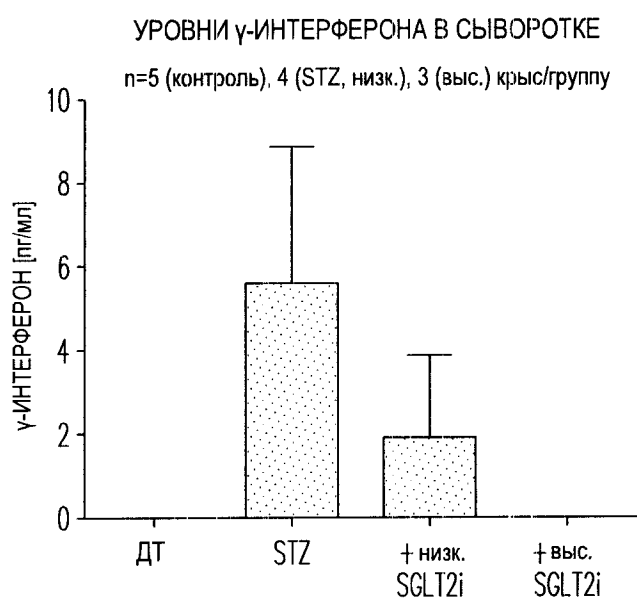 УРОВНИ γ-ИНТЕРФЕРОНА В СЫВОРОТКЕ
n=5 (контроль), 4 (STZ, низк.), 3 (выс.) крыс/группу
γ-ИНТЕРФЕРОН [пг/мл]
10
8
6
4
2
0
ДТ
STZ
+ низк.
SGLT2i
+ выс.
SGLT2i